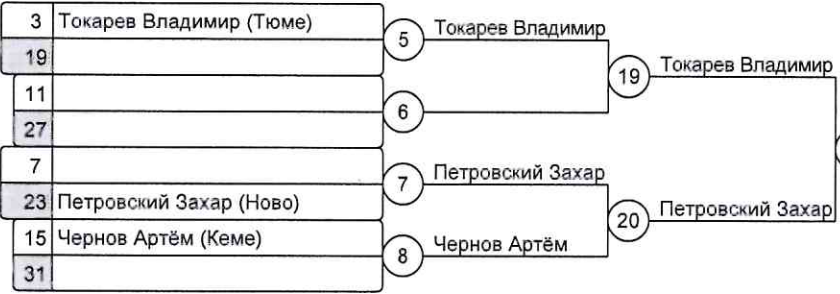 3 Токарев Владимир (Тюме)
19
11
27
7
23 Петровский Захар (Ново)
15 Чернов Артём (Кеме)
31
5 Токарев Владимир
6
7 Петровский Захар
8 Чернов Артём
19 Токарев Владимир
20 Петровский Захар